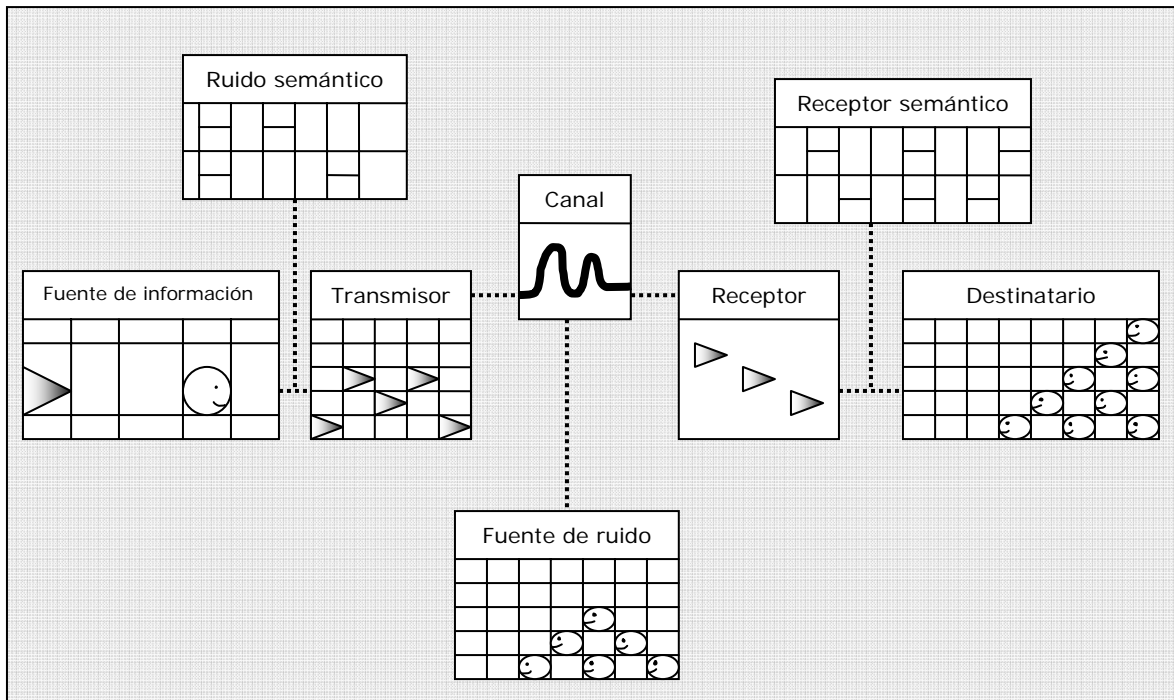 Ruido semántico
Receptor semántico
Canal
Fuente de información
Transmisor
Receptor
Destinatario
Fuente de ruido